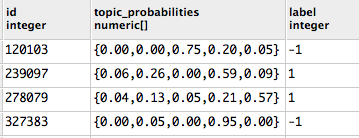 id topic_probabilities label
integer numeric[] integer
120103 {0.00,0.00,0.75,0.20,0.05} -1
239097 {0.06,0.26,0.00,0.59,0.09} 1
278079 {0.04,0.13,0.05,0.21,0.57} 1
327383 {0.00,0.05,0.00,0.95,0.00} -1